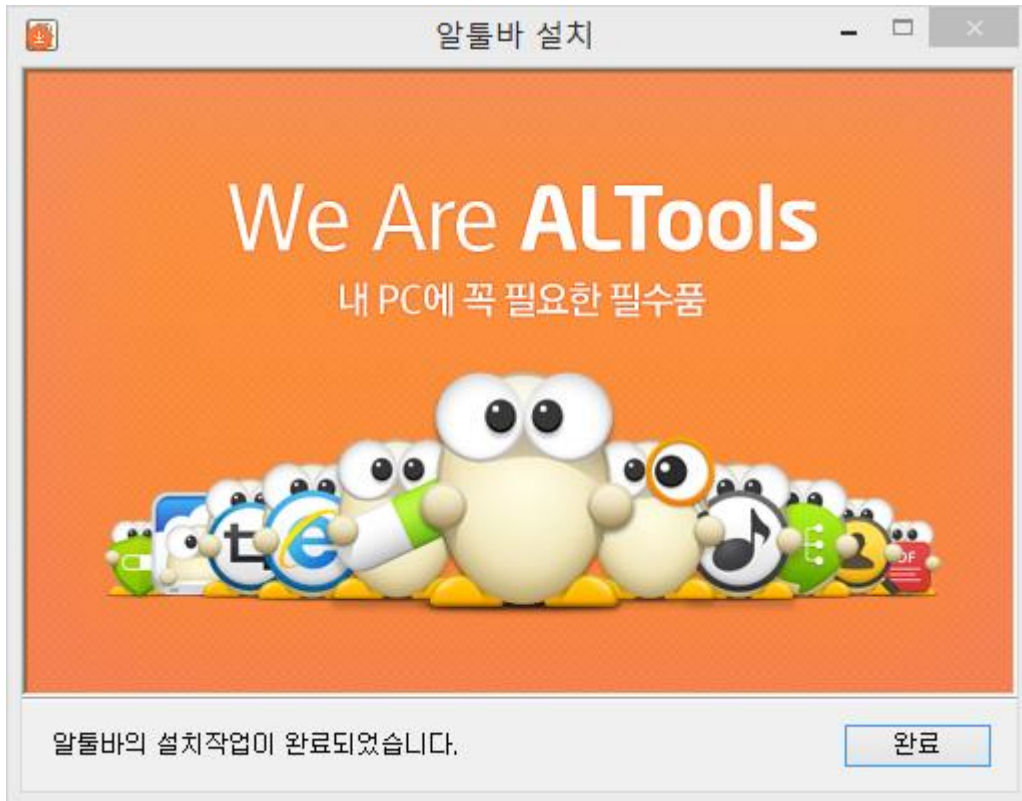 알툴바 설치
We Are ALTools
내 PC에 꼭 필요한 필수품
PDF
알툴바의 설치작업이 완료되었습니다.
완료